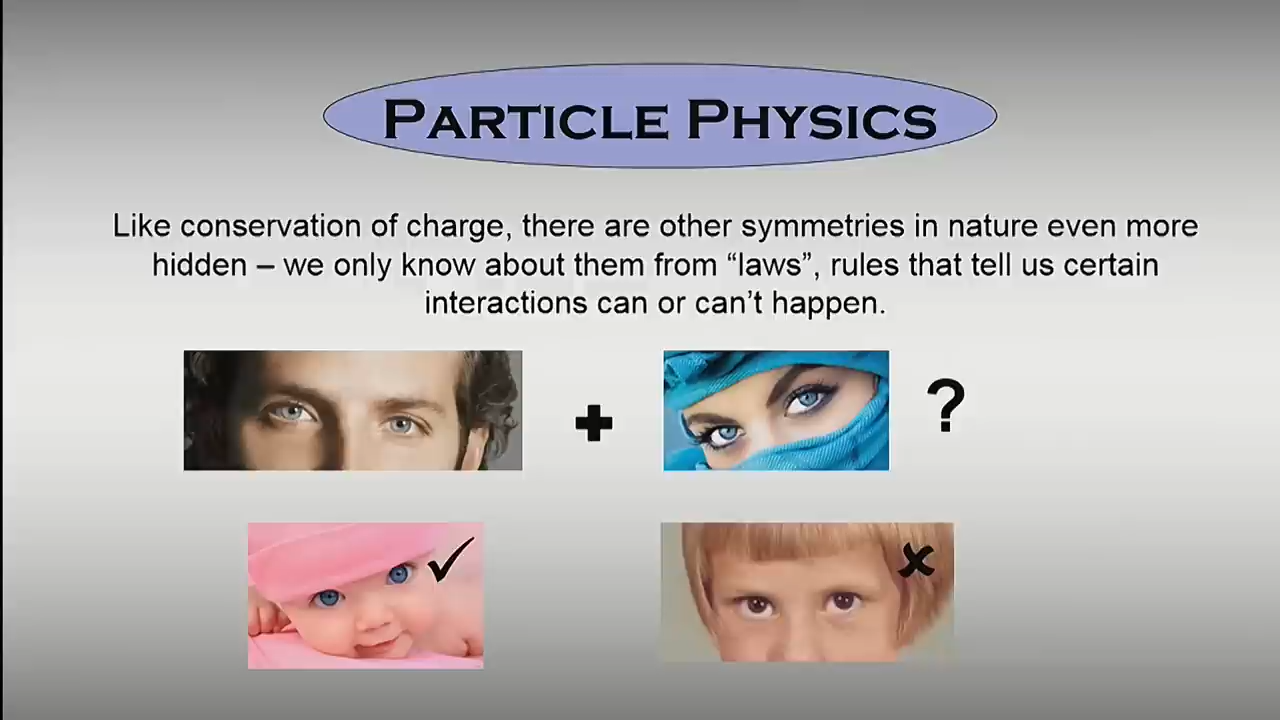 PARTICLE PHYSICS
Like conservation of charge, there are other symmetries in nature even more
hidden – we only know about them from “laws”, rules that tell us certain
interactions can or can’t happen.
+ ?